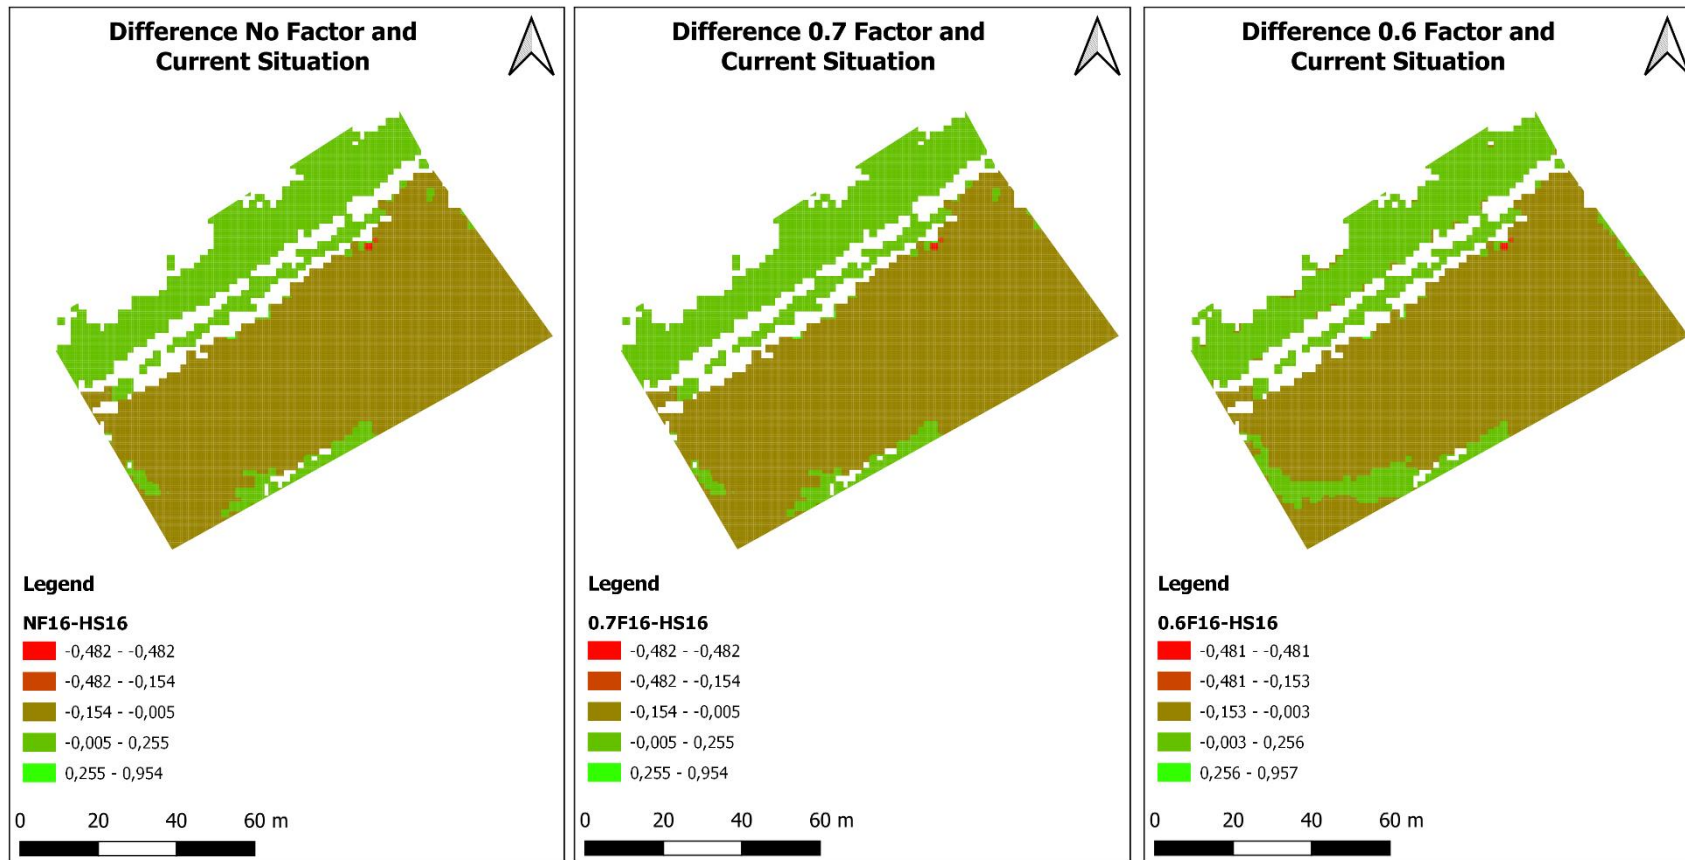 Difference No Factor and
Current Situation
Legend
NF16-HS16
-0,482 - -0,482
-0,482 - -0,154
-0,154 - -0,005
-0,005 - 0,255
0,255 - 0,954
0 20 40 60 m
Difference 0.7 Factor and
Current Situation
Legend
0.7F16-HS16
-0,482 - -0,482
-0,482 - -0,154
-0,154 - -0,005
-0,005 - 0,255
0,255 - 0,954
0 20 40 60 m
Difference 0.6 Factor and
Current Situation
Legend
0.6F16-HS16
-0,481 - -0,481
-0,481 - -0,153
-0,153 - -0,003
-0,003 - 0,256
0,256 - 0,957
0 20 40 60 m